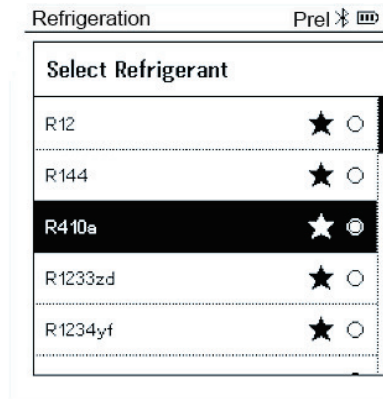 Refrigeration Prel
Select Refrigerant
R12
R144
R410a
R1233zd
R1234yf